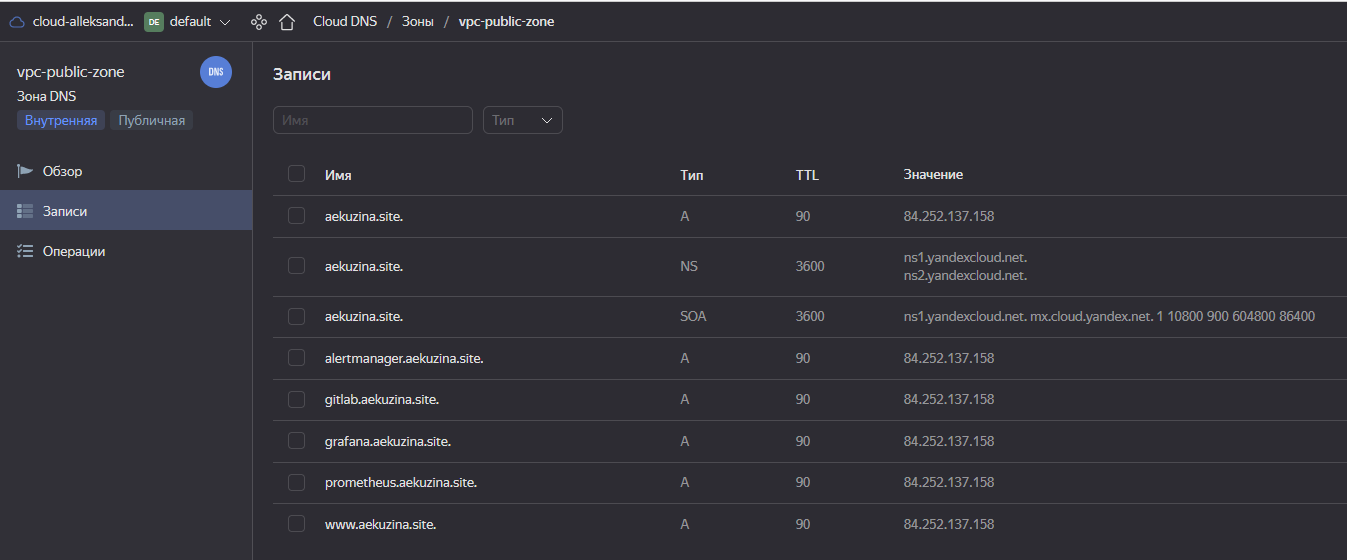 cloud-alleksand... DE default Cloud DNS / Зоны / vpc-public-zone
vpc-public-zone
DNS
Зона DNS
Внутренняя Публичная
Обзор
Записи
Операции
Записи
Имя Тип
Имя Тип TTL Значение
aekuzina.site. A 90 84.252.137.158
aekuzina.site. NS 3600 ns1.yandexcloud.net.
ns2.yandexcloud.net.
aekuzina.site. SOA 3600 ns1.yandexcloud.net. mx.cloud.yandex.net. 1 10800 900 604800 86400
alertmanager.aekuzina.site. A 90 84.252.137.158
gitlab.aekuzina.site. A 90 84.252.137.158
grafana.aekuzina.site. A 90 84.252.137.158
prometheus.aekuzina.site. A 90 84.252.137.158
www.aekuzina.site. A 90 84.252.137.158